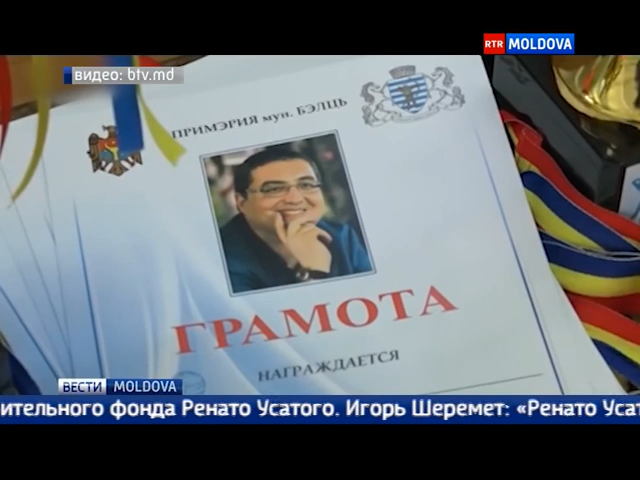 RTR MOLDOVA
видео: btv.md
ПРИМЭРИЯ мун. БЭЛЦЬ
ГРАМОТА
НАГРАЖДАЕТСЯ
ВЕСТИ MOLDOVA
ительного фонда Ренато Усатого. Игорь Шеремет: «Ренато Усат